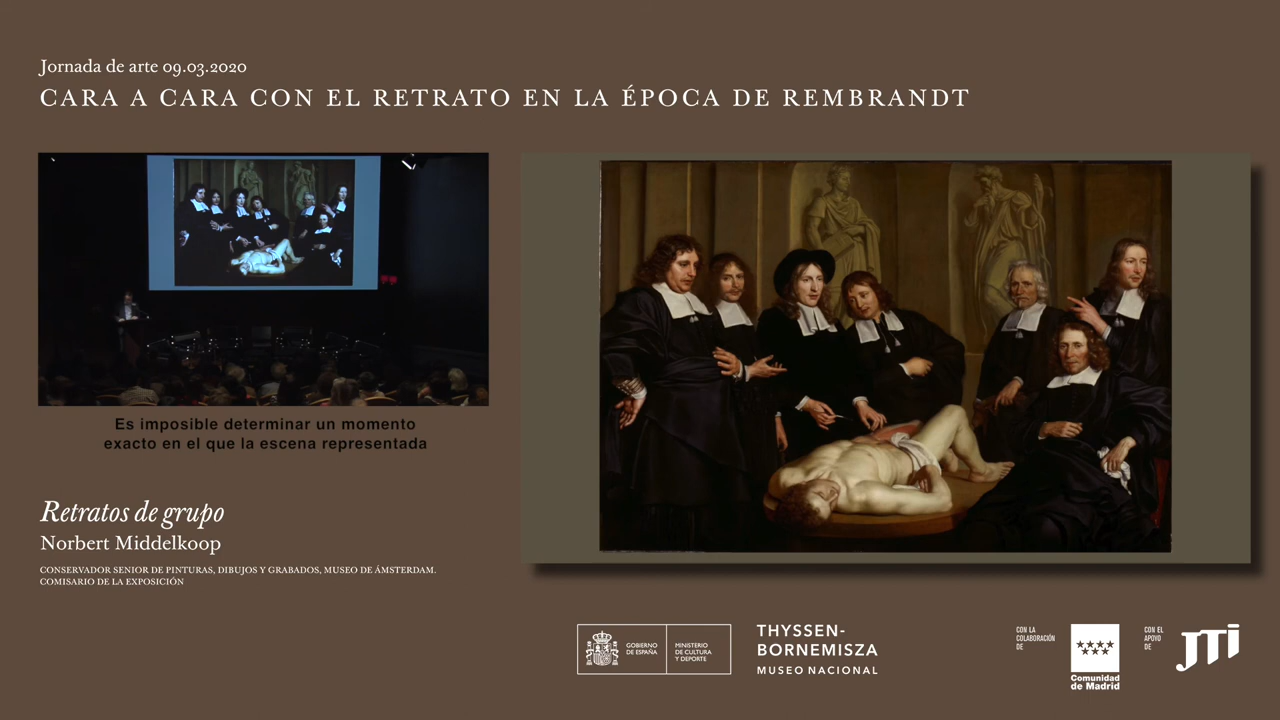 Jornada de arte 09.03.2020
CARA A CARA CON EL RETRATO EN LA ÉPOCA DE REMBRANDT
Es imposible determinar un momento
exacto en el que la escena representada
Retratos de grupo
Norbert Middelkoop
CONSERVADOR SENIOR DE PINTURAS, DIBUJOS Y GRABADOS, MUSEO DE ÁMSTERDAM.
COMISARIO DE LA EXPOSICIÓN
GOBIERNO
DE ESPAÑA
MINISTERIO
DE CULTURA
Y DEPORTE
THYSSEN-
BORNEMISZA
MUSEO NACIONAL
CON LA
COLABORACIÓN
DE
Comunidad
de Madrid
CON EL
APOYO
DE
JTi